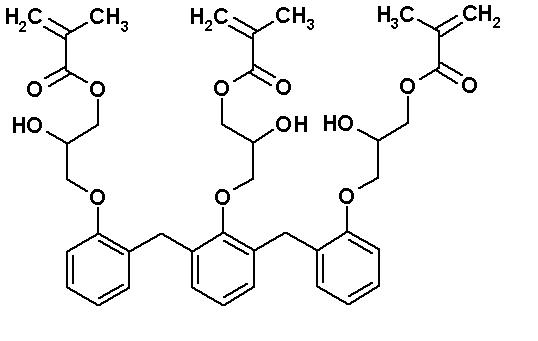 H₂C CH₃ H₂C CH₃ H₃C CH₂
O O O O O O
HO OH HO
O O O